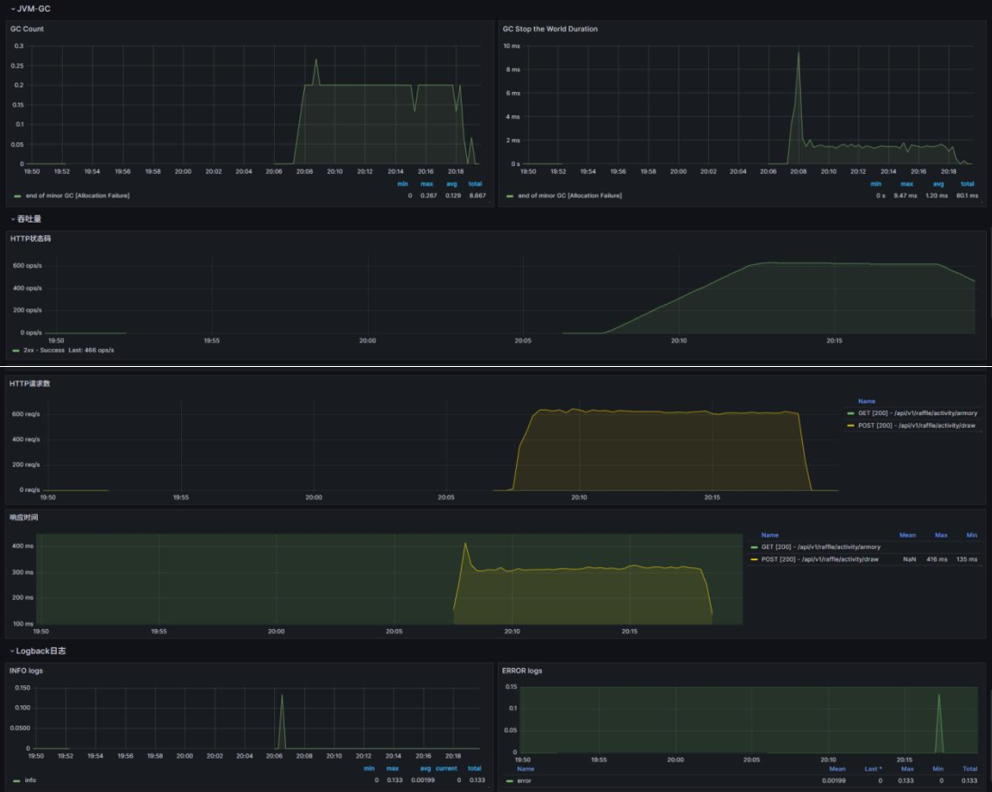 JVM-GC
GC Count
0.3
0.25
0.2
0.15
0.1
0.05
0
19:50 19:52 19:54 19:56 19:58 20:00 20:02 20:04 20:06 20:08 20:10 20:12 20:14 20:16 20:18
min max avg total
end of minor GC [Allocation Failure] 0 0.267 0.129 8.667
GC Stop the World Duration
10 ms
8 ms
6 ms
4 ms
2 ms
0 s
19:50 19:52 19:54 19:56 19:58 20:00 20:02 20:04 20:06 20:08 20:10 20:12 20:14 20:16 20:18
min max avg total
end of minor GC [Allocation Failure] 0 s 9.47 ms 1.20 ms 80.1 ms
吞吐量
HTTP状态码
600 ops/s
400 ops/s
200 ops/s
0 ops/s
19:50 19:55 20:00 20:05 20:10 20:15
2xx - Success Last: 466 ops/s
HTTP请求数
600 req/s
400 req/s
200 req/s
0 req/s
19:50 19:55 20:00 20:05 20:10 20:15
Name
GET [200] - /api/v1/raffle/activity/armory
POST [200] - /api/v1/raffle/activity/draw
响应时间
400 ms
300 ms
200 ms
100 ms
19:50 19:55 20:00 20:05 20:10 20:15
Name Mean Max Min
GET [200] - /api/v1/raffle/activity/armory
POST [200] - /api/v1/raffle/activity/draw NaN 416 ms 135 ms
Logback日志
INFO logs
0.150
0.100
0.0500
0
19:50 19:52 19:54 19:56 19:58 20:00 20:02 20:04 20:06 20:08 20:10 20:12 20:14 20:16 20:18
min max avg current total
info 0 0.133 0.00199 0 0.133
ERROR logs
0.15
0.1
0.05
0
19:50 19:55 20:00 20:05 20:10 20:15
Name Mean Last * Max Min Total
error 0.00199 0 0.133 0 0.133